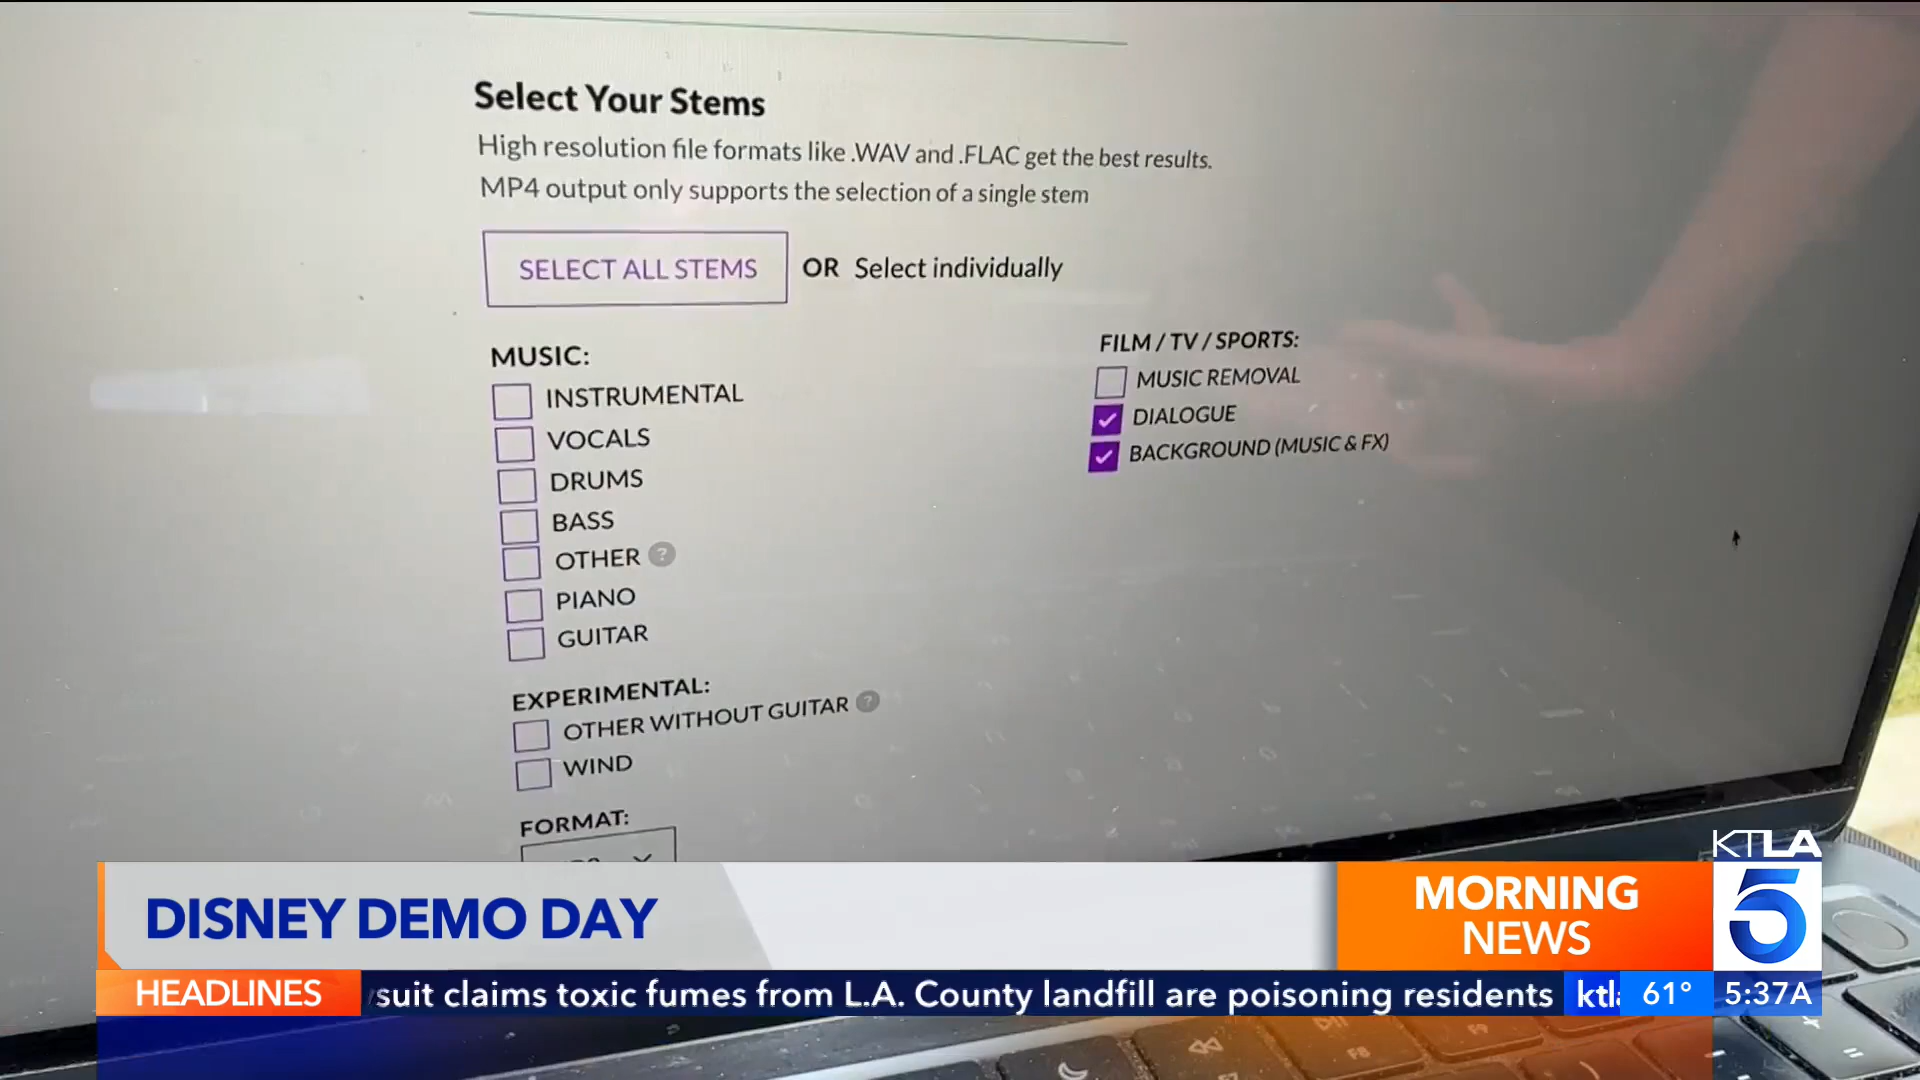 Select Your Stems
High resolution file formats like .WAV and .FLAC get the best results.
MP4 output only supports the selection of a single stem
SELECT ALL STEMS OR Select individually
MUSIC:
INSTRUMENTAL
VOCALS
DRUMS
BASS
OTHER ?
PIANO
GUITAR
EXPERIMENTAL:
OTHER WITHOUT GUITAR ?
WIND
FORMAT:
FILM / TV / SPORTS:
MUSIC REMOVAL
DIALOGUE
BACKGROUND (MUSIC & FX)
DISNEY DEMO DAY
MORNING
NEWS
KTLA
5
HEADLINES
suit claims toxic fumes from L.A. County landfill are poisoning residents
61°
5:37A
F8